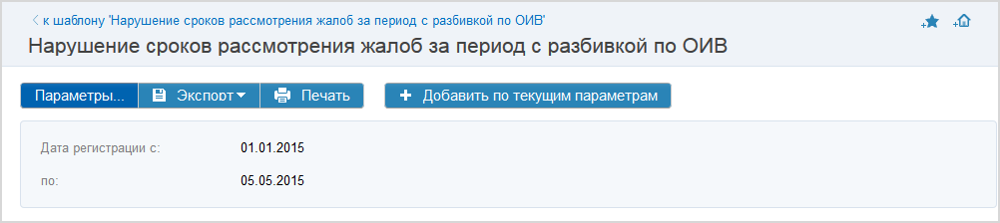 к шаблону 'Нарушение сроков рассмотрения жалоб за период с разбивкой по ОИВ'
Нарушение сроков рассмотрения жалоб за период с разбивкой по ОИВ
Параметры... Экспорт Печать Добавить по текущим параметрам
Дата регистрации с: 01.01.2015
по: 05.05.2015